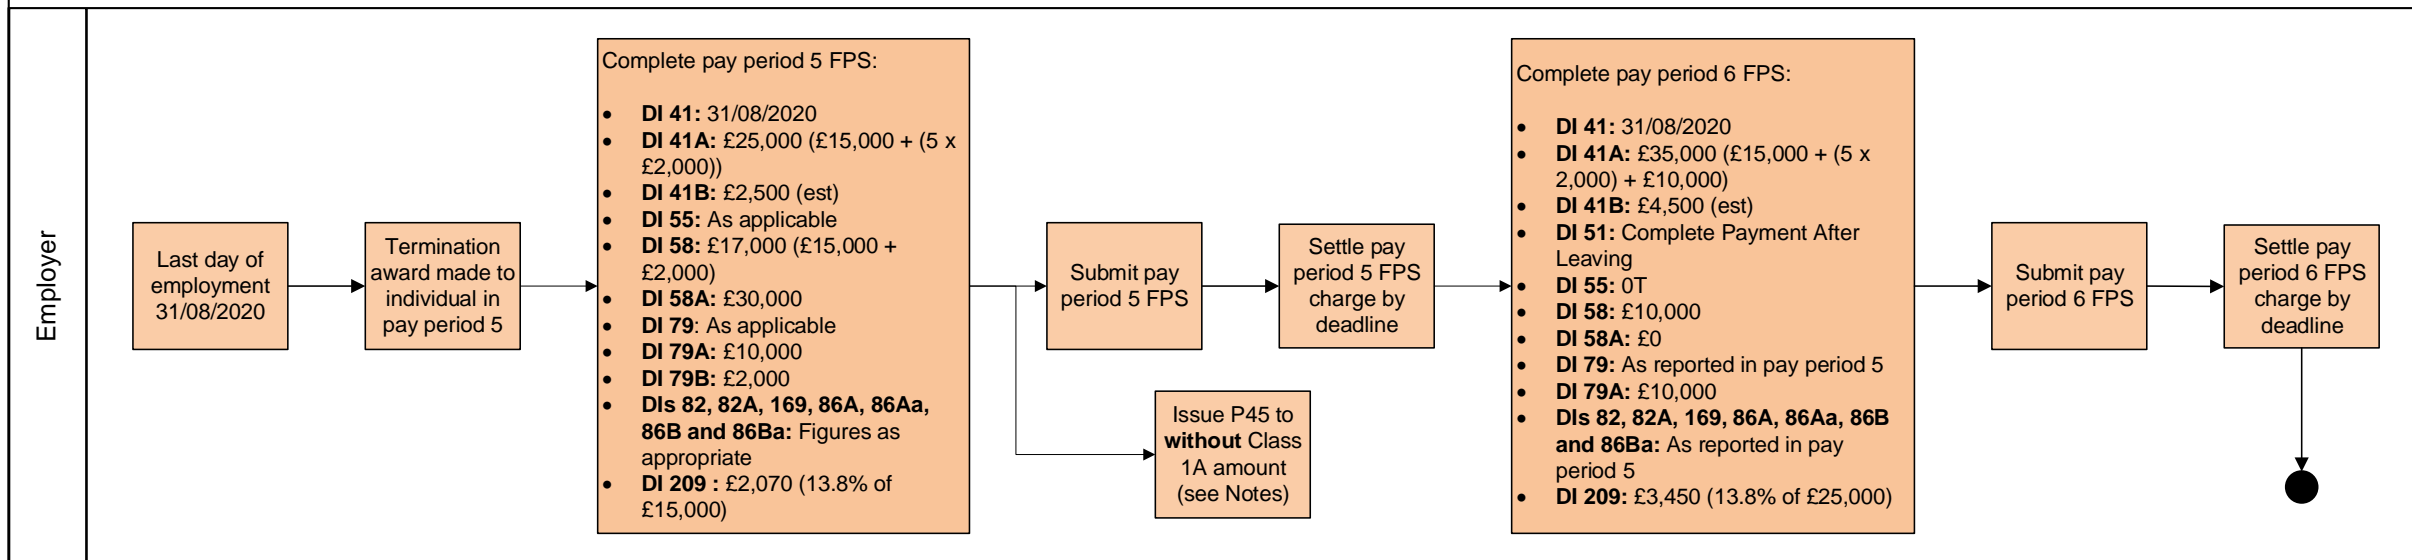 Employer
Last day of
employment
31/08/2020
Termination
award made to
individual in
pay period 5
Complete pay period 5 FPS:
• DI 41: 31/08/2020
• DI 41A: £25,000 (£15,000 + (5 x
£2,000))
• DI 41B: £2,500 (est)
• DI 55: As applicable
• DI 58: £17,000 (£15,000 +
£2,000)
• DI 58A: £30,000
• DI 79: As applicable
• DI 79A: £10,000
• DI 79B: £2,000
• DIs 82, 82A, 169, 86A, 86Aa,
86B and 86Ba: Figures as
appropriate
• DI 209 : £2,070 (13.8% of
£15,000)
Submit pay
period 5 FPS
Issue P45 to
without Class
1A amount
(see Notes)
Settle pay
period 5 FPS
charge by
deadline
Complete pay period 6 FPS:
• DI 41: 31/08/2020
• DI 41A: £35,000 (£15,000 + (5 x
2,000) + £10,000)
• DI 41B: £4,500 (est)
• DI 51: Complete Payment After
Leaving
• DI 55: 0T
• DI 58: £10,000
• DI 58A: £0
• DI 79: As reported in pay period 5
• DI 79A: £10,000
• DIs 82, 82A, 169, 86A, 86Aa, 86B
and 86Ba: As reported in pay
period 5
• DI 209: £3,450 (13.8% of £25,000)
Submit pay
period 6 FPS
Settle pay
period 6 FPS
charge by
deadline